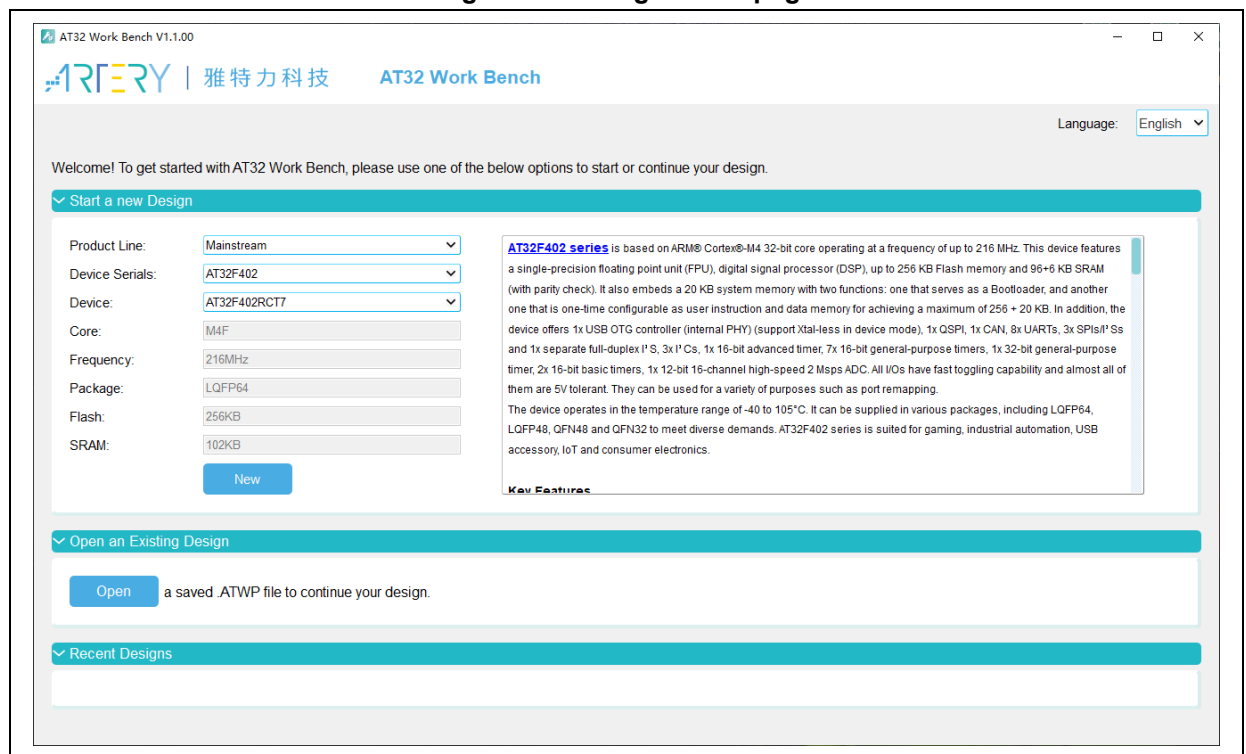 AT32 Work Bench V1.1.00
ARTERY | 雅特力科技 AT32 Work Bench
Language: English
Welcome! To get started with AT32 Work Bench, please use one of the below options to start or continue your design.
Start a new Design
Product Line: Mainstream
Device Serials: AT32F402
Device: AT32F402RCT7
Core: M4F
Frequency: 216MHz
Package: LQFP64
Flash: 256KB
SRAM: 102KB
New
AT32F402 series is based on ARM® Cortex®-M4 32-bit core operating at a frequency of up to 216 MHz. This device features
a single-precision floating point unit (FPU), digital signal processor (DSP), up to 256 KB Flash memory and 96+6 KB SRAM
(with parity check). It also embeds a 20 KB system memory with two functions: one that serves as a Bootloader, and another
one that is one-time configurable as user instruction and data memory for achieving a maximum of 256 + 20 KB. In addition, the
device offers 1x USB OTG controller (internal PHY) (support Xtal-less in device mode), 1x QSPI, 1x CAN, 8x UARTs, 3x SPIs/I² Ss
and 1x separate full-duplex I² S, 3x I² Cs, 1x 16-bit advanced timer, 7x 16-bit general-purpose timers, 1x 32-bit general-purpose
timer, 2x 16-bit basic timers, 1x 12-bit 16-channel high-speed 2 Msps ADC. All I/Os have fast toggling capability and almost all of
them are 5V tolerant. They can be used for a variety of purposes such as port remapping.
The device operates in the temperature range of -40 to 105°C. It can be supplied in various packages, including LQFP64,
LQFP48, QFN48 and QFN32 to meet diverse demands. AT32F402 series is suited for gaming, industrial automation, USB
accessory, IoT and consumer electronics.
Key Features
Open an Existing Design
Open a saved .ATWP file to continue your design.
Recent Designs